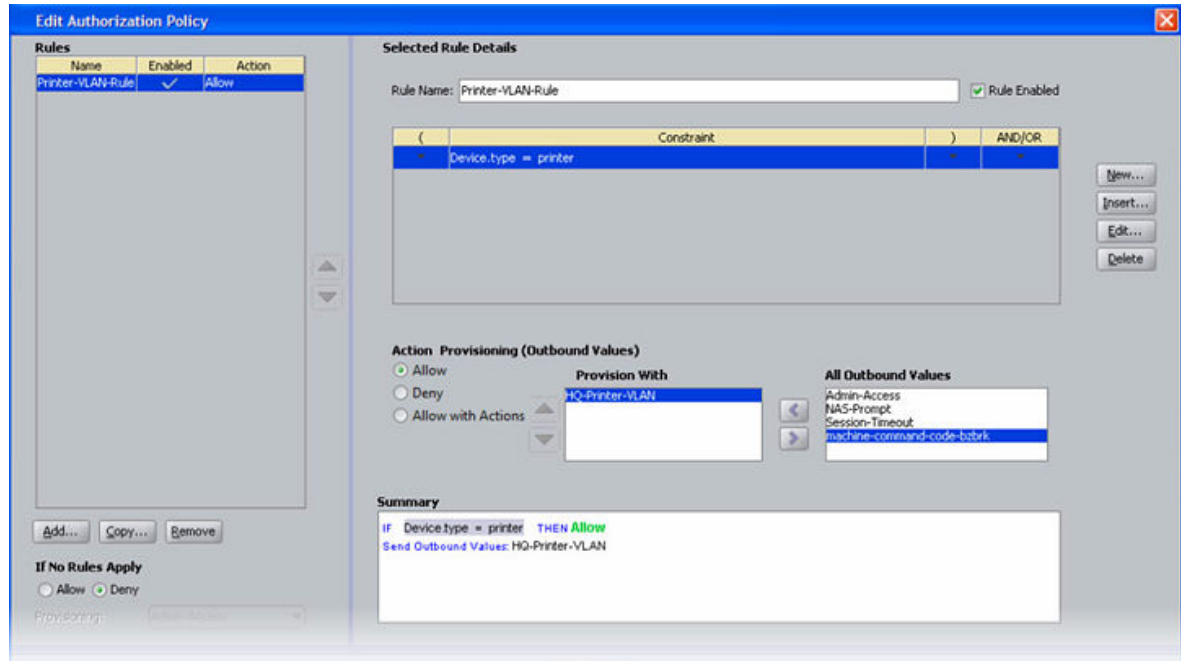 Edit Authorization Policy
Rules
Name Enabled Action
Printer-VLAN-Rule Allow
Add... Copy... Remove
If No Rules Apply
Allow Deny
Provisioning:
Selected Rule Details
Rule Name: Printer-VLAN-Rule Rule Enabled
( Constraint ) AND/OR
Device.type = printer
New...
Insert...
Edit...
Delete
Action Provisioning (Outbound Values)
Allow
Deny
Allow with Actions
Provision With
HQ-Printer-VLAN
All Outbound Values
Admin-Access
NAS-Prompt
Session-Timeout
machine-command-code-bzbrk
Summary
IF Device.type = printer THEN Allow
Send Outbound Values: HQ-Printer-VLAN